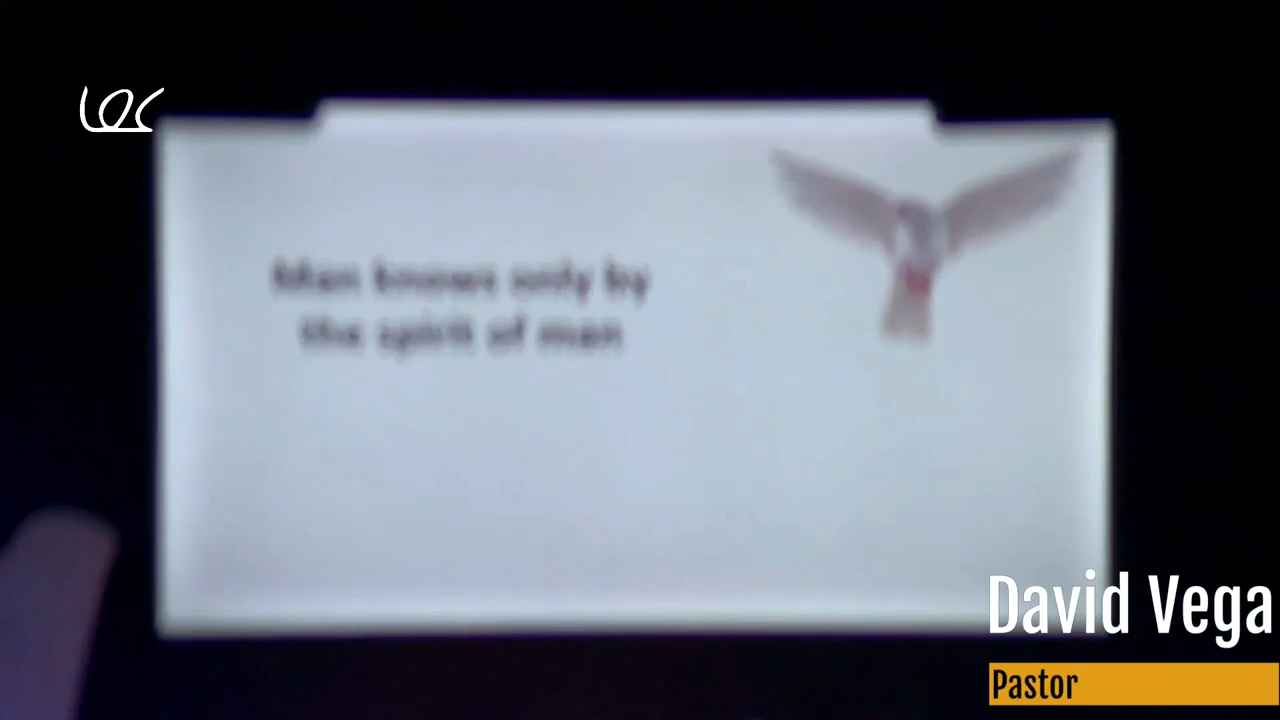 Man knows only by
the spirit of man
David Vega
Pastor